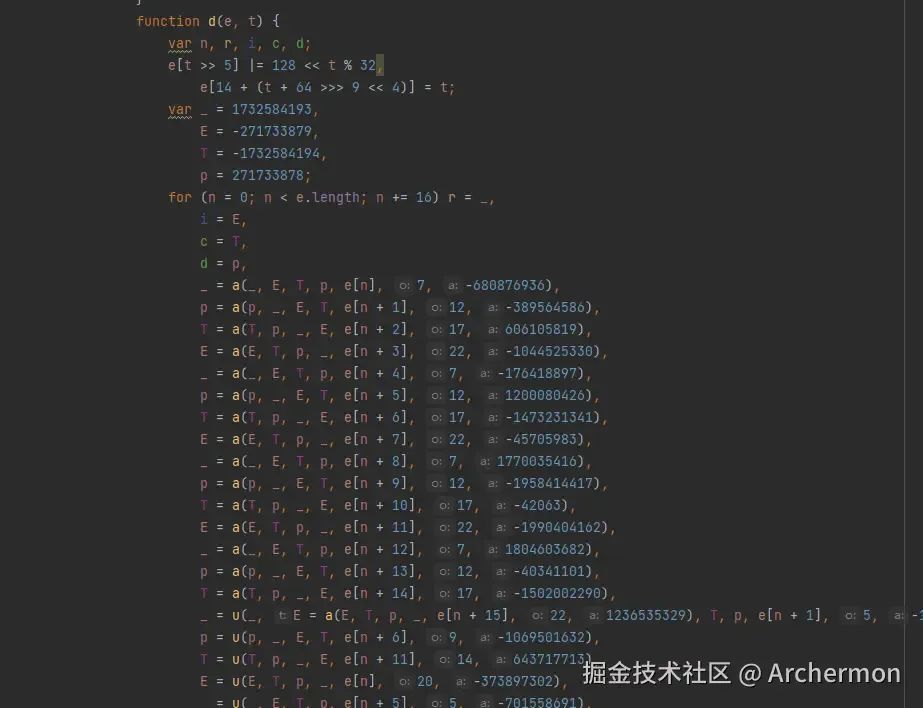 }
function d(e, t) {
var n, r, i, c, d;
e[t >> 5] |= 128 << t % 32,
e[14 + (t + 64 >>> 9 << 4)] = t;
var _ = 1732584193,
E = -271733879,
T = -1732584194,
p = 271733878;
for (n = 0; n < e.length; n += 16) r = _,
i = E,
c = T,
d = p,
_ = a(_, E, T, p, e[n], o: 7, a: -680876936),
p = a(p, _, E, T, e[n + 1], o: 12, a: -389564586),
T = a(T, p, _, E, e[n + 2], o: 17, a: 606105819),
E = a(E, T, p, _, e[n + 3], o: 22, a: -1044525330),
_ = a(_, E, T, p, e[n + 4], o: 7, a: -176418897),
p = a(p, _, E, T, e[n + 5], o: 12, a: 1200080426),
T = a(T, p, _, E, e[n + 6], o: 17, a: -1473231341),
E = a(E, T, p, _, e[n + 7], o: 22, a: -45705983),
_ = a(_, E, T, p, e[n + 8], o: 7, a: 1770035416),
p = a(p, _, E, T, e[n + 9], o: 12, a: -1958414417),
T = a(T, p, _, E, e[n + 10], o: 17, a: -42063),
E = a(E, T, p, _, e[n + 11], o: 22, a: -1990404162),
_ = a(_, E, T, p, e[n + 12], o: 7, a: 1804603682),
p = a(p, _, E, T, e[n + 13], o: 12, a: -40341101),
T = a(T, p, _, E, e[n + 14], o: 17, a: -1502002290),
_ = u(_, t: E = a(E, T, p, _, e[n + 15], o: 22, a: 1236535329), T, p, e[n + 1], o: 5, a: -1
p = u(p, _, E, T, e[n + 6], o: 9, a: -1069501632),
T = u(T, p, _, E, e[n + 11], o: 14, a: 643717713),
E = u(E, T, p, _, e[n], o: 20, a: -373897302),
_ = u(_, E, T, p, e[n + 5], o: 5, a: -701558691),
掘金技术社区 @ Archermon